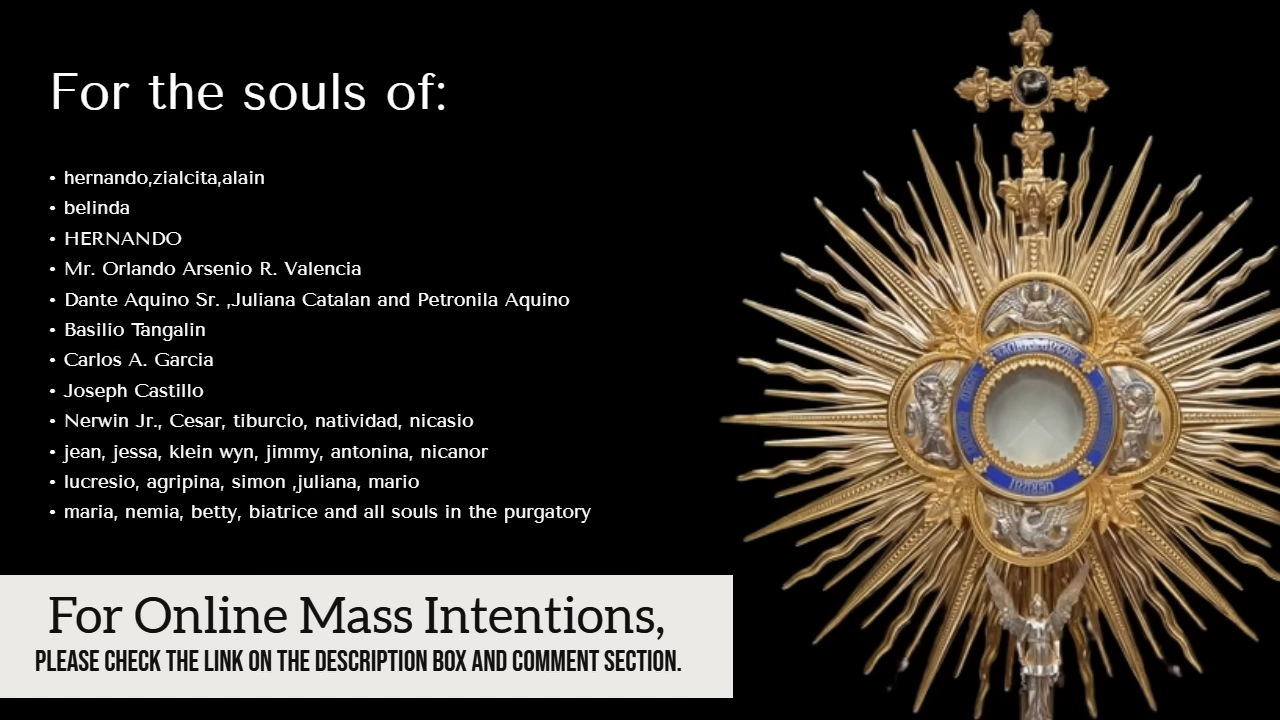 For the souls of:
• hernando,zialcita,alain
• belinda
• HERNANDO
• Mr. Orlando Arsenio R. Valencia
• Dante Aquino Sr. ,Juliana Catalan and Petronila Aquino
• Basilio Tangalin
• Carlos A. Garcia
• Joseph Castillo
• Nerwin Jr., Cesar, tiburcio, natividad, nicasio
• jean, jessa, klein wyn, jimmy, antonina, nicanor
• lucresio, agripina, simon ,juliana, mario
• maria, nemia, betty, biatrice and all souls in the purgatory
For Online Mass Intentions,
PLEASE CHECK THE LINK ON THE DESCRIPTION BOX AND COMMENT SECTION.